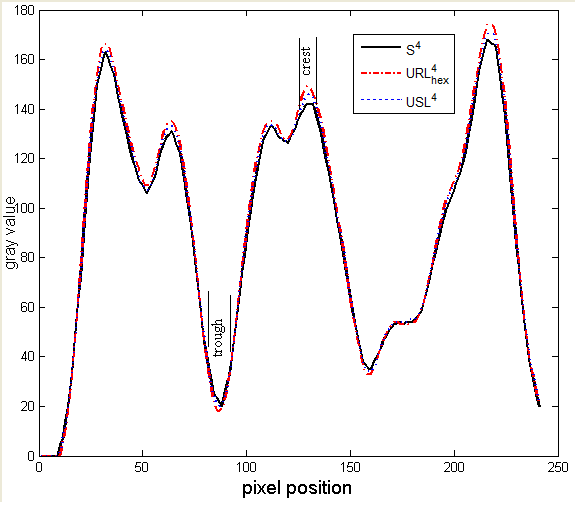 180
160
140
120
100
80
60
40
20
0
gray value
crest
trough
S⁴
URL⁴hex
USL⁴
0 50 100 150 200 250
pixel position